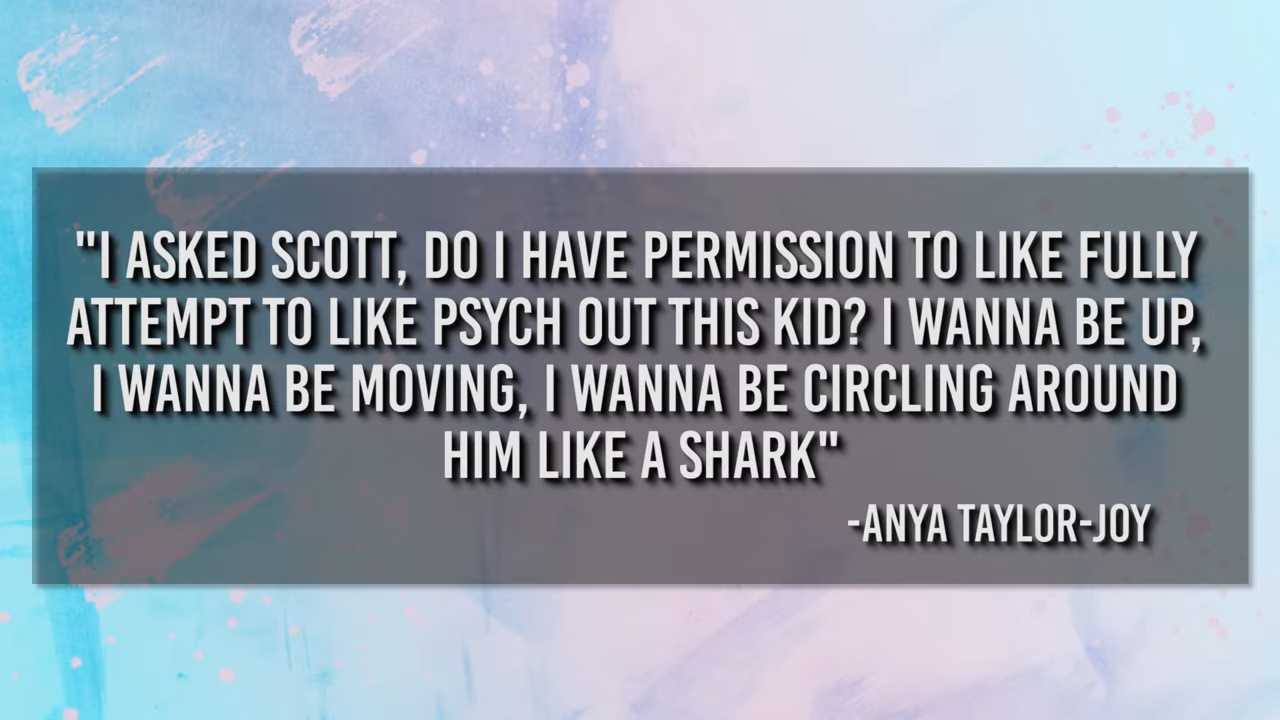 "I ASKED SCOTT, DO I HAVE PERMISSION TO LIKE FULLY
ATTEMPT TO LIKE PSYCH OUT THIS KID? I WANNA BE UP,
I WANNA BE MOVING, I WANNA BE CIRCLING AROUND
HIM LIKE A SHARK"
-ANYA TAYLOR-JOY